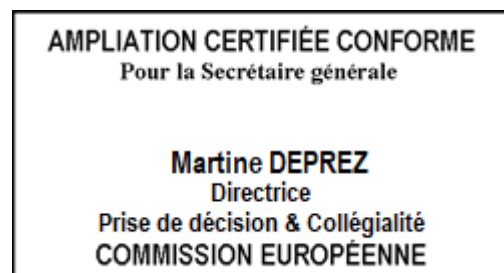 AMPLIATION CERTIFIÉE CONFORME
Pour la Secrétaire générale
Martine DEPREZ
Directrice
Prise de décision & Collégialité
COMMISSION EUROPÉENNE